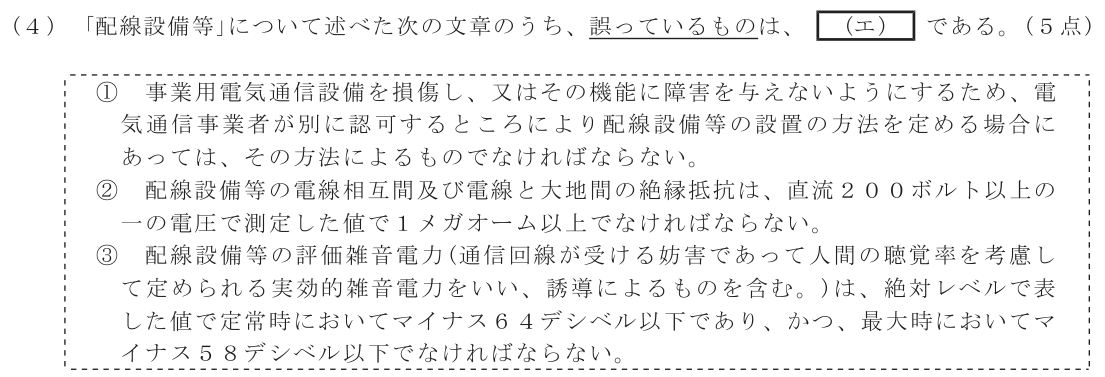 (４) 「配線設備等」について述べた次の文章のうち、誤っているものは、 (エ) である。(５点)
① 事業用電気通信設備を損傷し、又はその機能に障害を与えないようにするため、電
気通信事業者が別に認可するところにより配線設備等の設置の方法を定める場合に
あっては、その方法によるものでなければならない。
② 配線設備等の電線相互間及び電線と大地間の絶縁抵抗は、直流２００ボルト以上の
一の電圧で測定した値で１メガオーム以上でなければならない。
③ 配線設備等の評価雑音電力(通信回線が受ける妨害であって人間の聴覚率を考慮し
て定められる実効的雑音電力をいい、誘導によるものを含む。)は、絶対レベルで表
した値で定常時においてマイナス６４デシベル以下であり、かつ、最大時においてマ
イナス５８デシベル以下でなければならない。